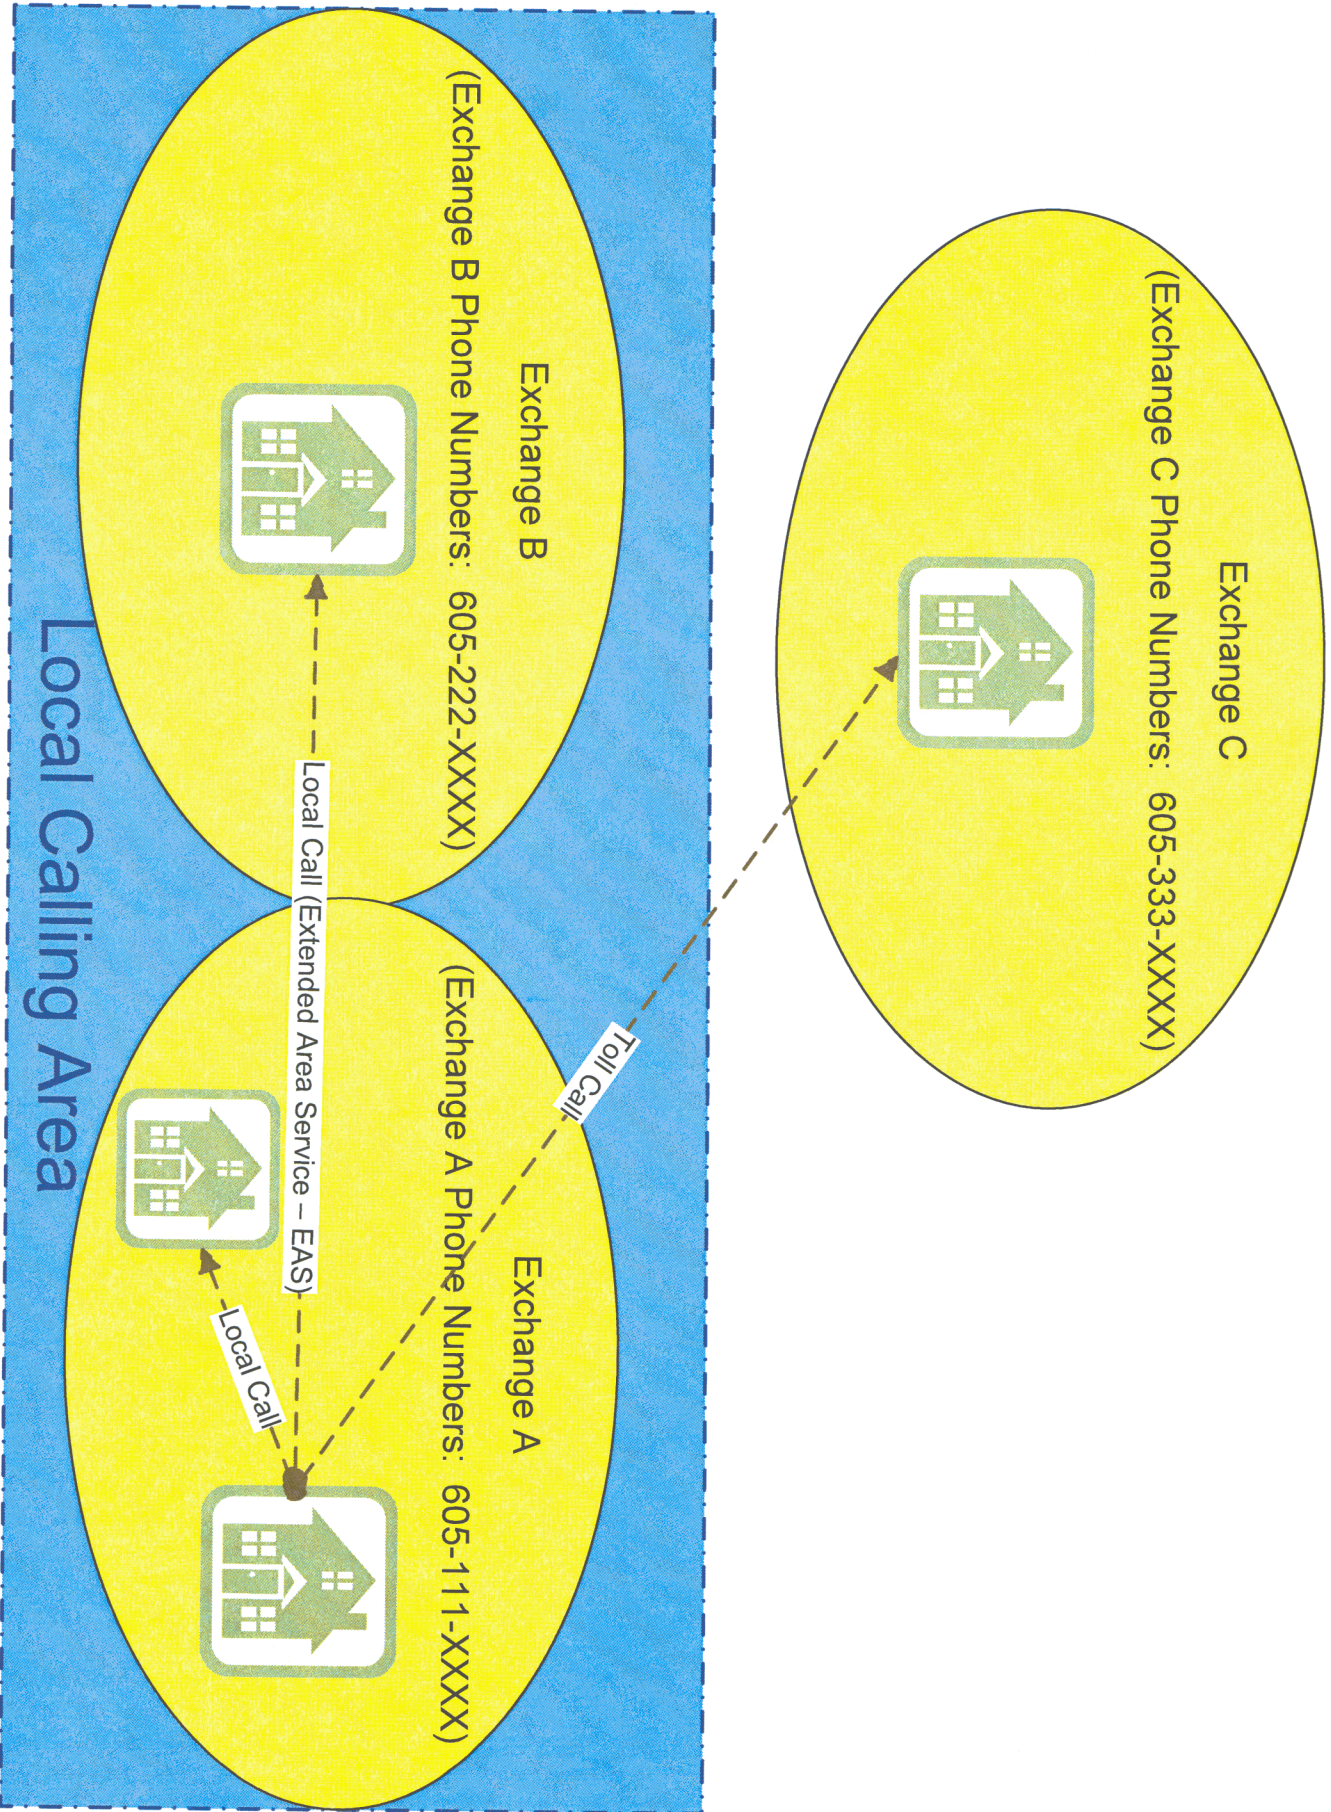 Exchange C
(Exchange C Phone Numbers: 605-333-XXXX)
Exchange B
(Exchange B Phone Numbers: 605-222-XXXX)
Exchange A
(Exchange A Phone Numbers: 605-111-XXXX)
Toll Call
Local Call (Extended Area Service – EAS)
Local Call
Local Calling Area